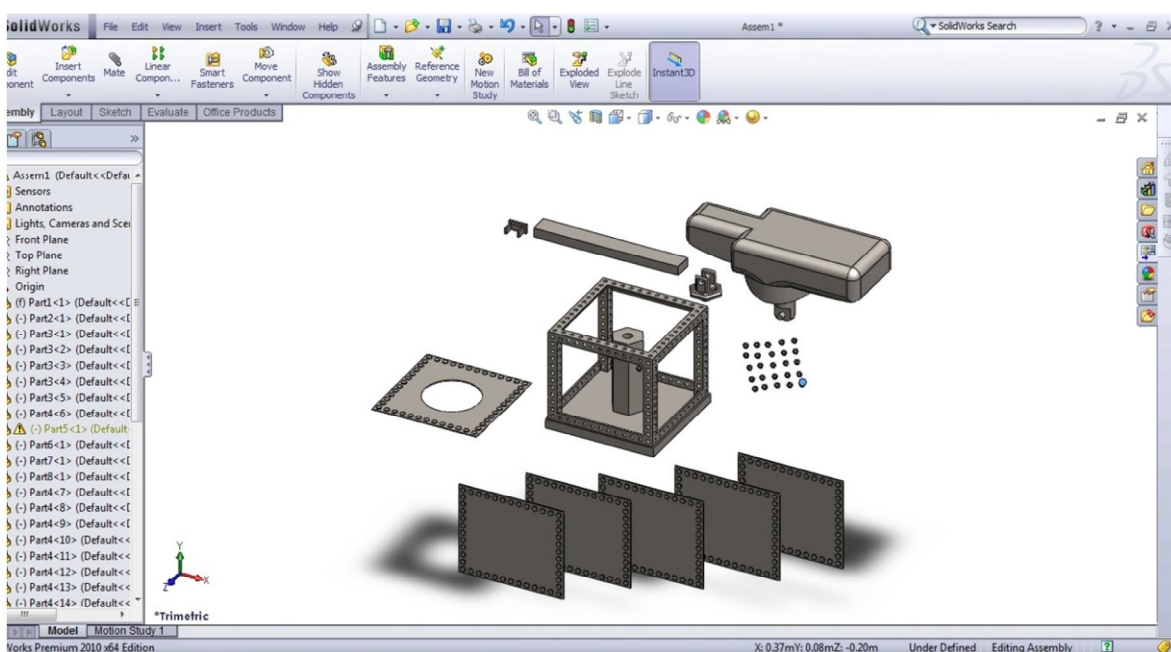 SolidWorks File Edit View Insert Tools Window Help Assem1 * SolidWorks Search ?
Insert Components
Mate
Linear Compon...
Smart Fasteners
Move Component
Show Hidden Components
Assembly Features
Reference Geometry
New Motion Study
Bill of Materials
Exploded View
Explode Line Sketch
Instant3D
Layout Sketch Evaluate Office Products
»
Assem1 (Default<<Defau
Sensors
Annotations
Lights, Cameras and Scen
Front Plane
Top Plane
Right Plane
Origin
(f) Part1<1> (Default<<D
(-) Part2<1> (Default<<D
(-) Part3<1> (Default<<D
(-) Part3<2> (Default<<D
(-) Part3<3> (Default<<D
(-) Part3<4> (Default<<D
(-) Part3<5> (Default<<D
(-) Part4<6> (Default<<D
(-) Part5<1> (Default
(-) Part6<1> (Default<<D
(-) Part7<1> (Default<<D
(-) Part8<1> (Default<<D
(-) Part4<7> (Default<<D
(-) Part4<8> (Default<<D
(-) Part4<9> (Default<<D
(-) Part4<10> (Default<<
(-) Part4<11> (Default<<
(-) Part4<12> (Default<<
(-) Part4<13> (Default<<
(-) Part4<14> (Default<<
Y
Z X
*Trimetric
Model Motion Study 1
Works Premium 2010 x64 Edition X: 0.37mY: 0.08mZ: -0.20m Under Defined Editing Assembly ?